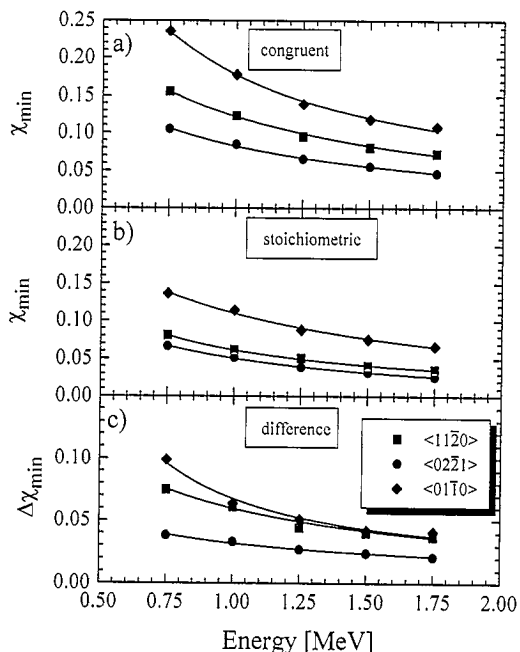 0.25
a)
congruent
0.20
0.15
0.10
0.05
0.00
χmin
b)
stoichiometric
0.20
0.15
0.10
0.05
0.00
χmin
c)
difference
0.10
0.05
0.00
Δχmin
<112̄0>
<022̄1>
<011̄0>
0.50 0.75 1.00 1.25 1.50 1.75 2.00
Energy [MeV]